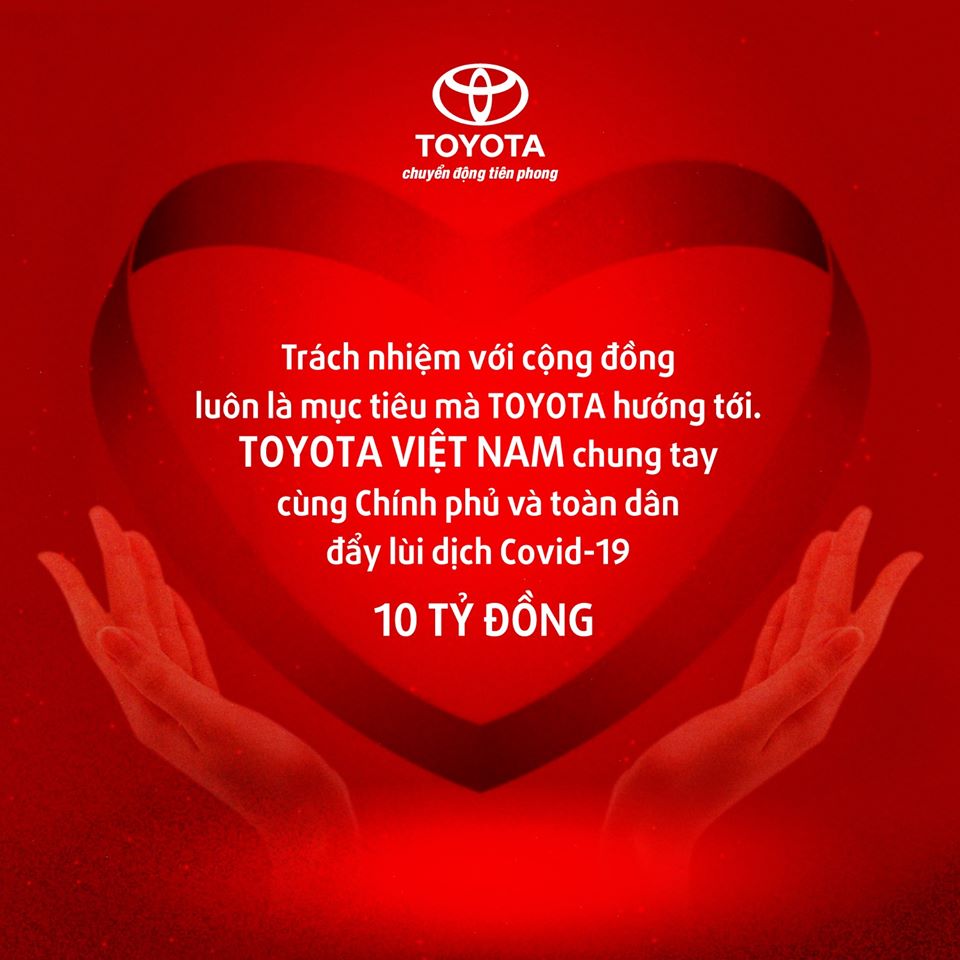 TOYOTA
chuyển động tiên phong
Trách nhiệm với cộng đồng
luôn là mục tiêu mà TOYOTA hướng tới.
TOYOTA VIỆT NAM chung tay
cùng Chính phủ và toàn dân
đẩy lùi dịch Covid-19
10 TỶ ĐỒNG